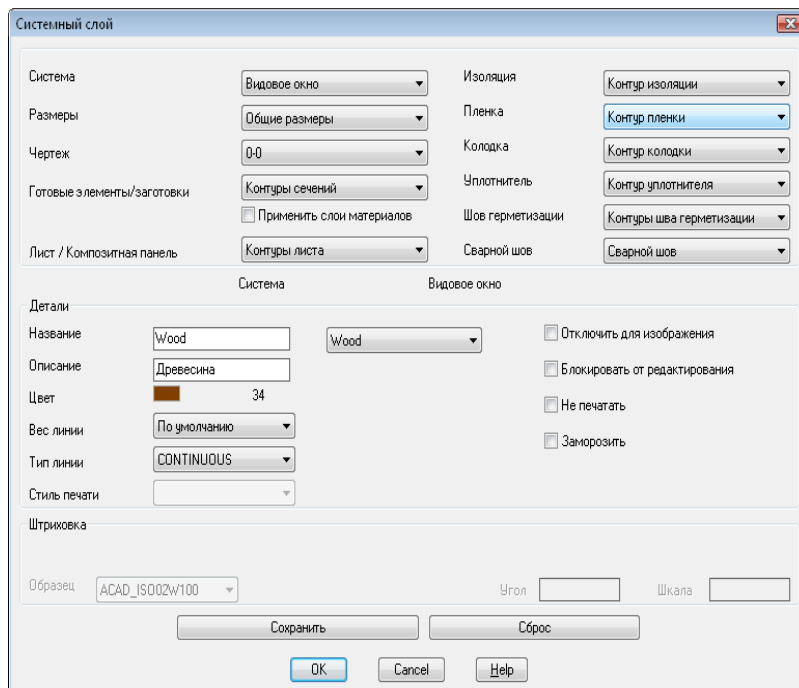 Системный слой
Система Видовое окно Изоляция Контур изоляции
Размеры Общие размеры Пленка Контур пленки
Чертеж 0-0 Колодка Контур колодки
Готовые элементы/заготовки Контуры сечений Уплотнитель Контур уплотнителя
Применить слои материалов Шов герметизации Контуры шва герметизации
Лист / Композитная панель Контуры листа Сварной шов Сварной шов
Система Видовое окно
Детали
Название Wood Wood Отключить для изображения
Описание Древесина Блокировать от редактирования
Цвет 34 Не печатать
Вес линии По умолчанию Заморозить
Тип линии CONTINUOUS
Стиль печати
Штриховка
Образец ACAD_ISO02W100 Угол Шкала
Сохранить Сброс
OK Cancel Help